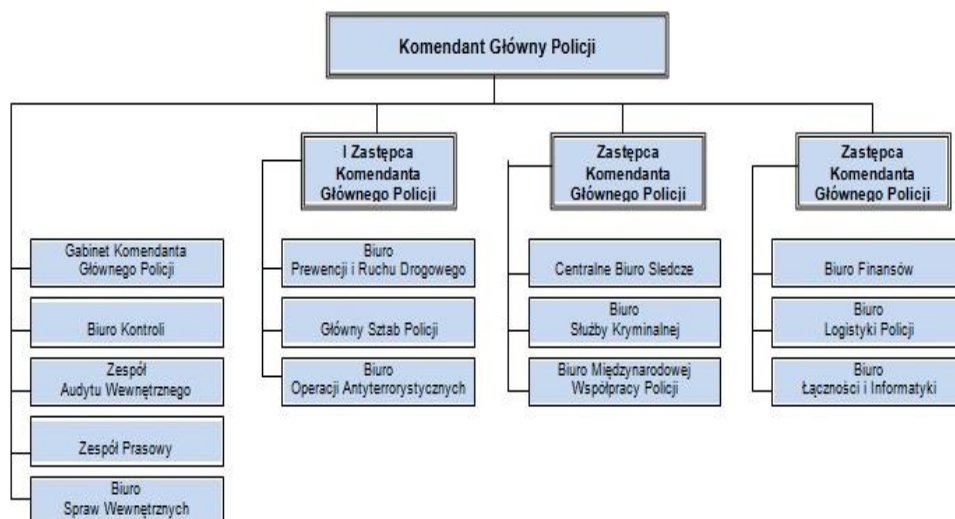 Komendant Główny Policji
I Zastępca
Komendanta
Głównego Policji
Zastępca
Komendanta
Głównego Policji
Zastępca
Komendanta
Głównego Policji
Gabinet Komendanta
Głównego Policji
Biuro Kontroli
Zespół
Audytu Wewnętrznego
Zespół Prasowy
Biuro
Spraw Wewnętrznych
Biuro
Prewencji i Ruchu Drogowego
Główny Sztab Policji
Biuro
Operacji Antyterrorystycznych
Centralne Biuro Sledcze
Biuro
Służby Kryminalnej
Biuro Międzynarodowej
Współpracy Policji
Biuro Finansów
Biuro
Logistyki Policji
Biuro
Łączności i Informatyki